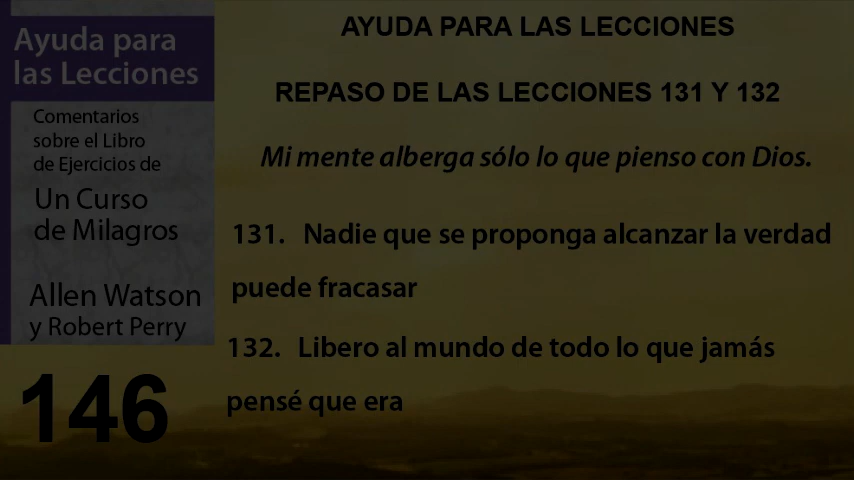 Ayuda para
las Lecciones
Comentarios
sobre el Libro
de Ejercicios de
Un Curso
de Milagros
Allen Watson
y Robert Perry
146
AYUDA PARA LAS LECCIONES
REPASO DE LAS LECCIONES 131 Y 132
Mi mente alberga sólo lo que pienso con Dios.
131. Nadie que se proponga alcanzar la verdad
puede fracasar
132. Libero al mundo de todo lo que jamás
pensé que era